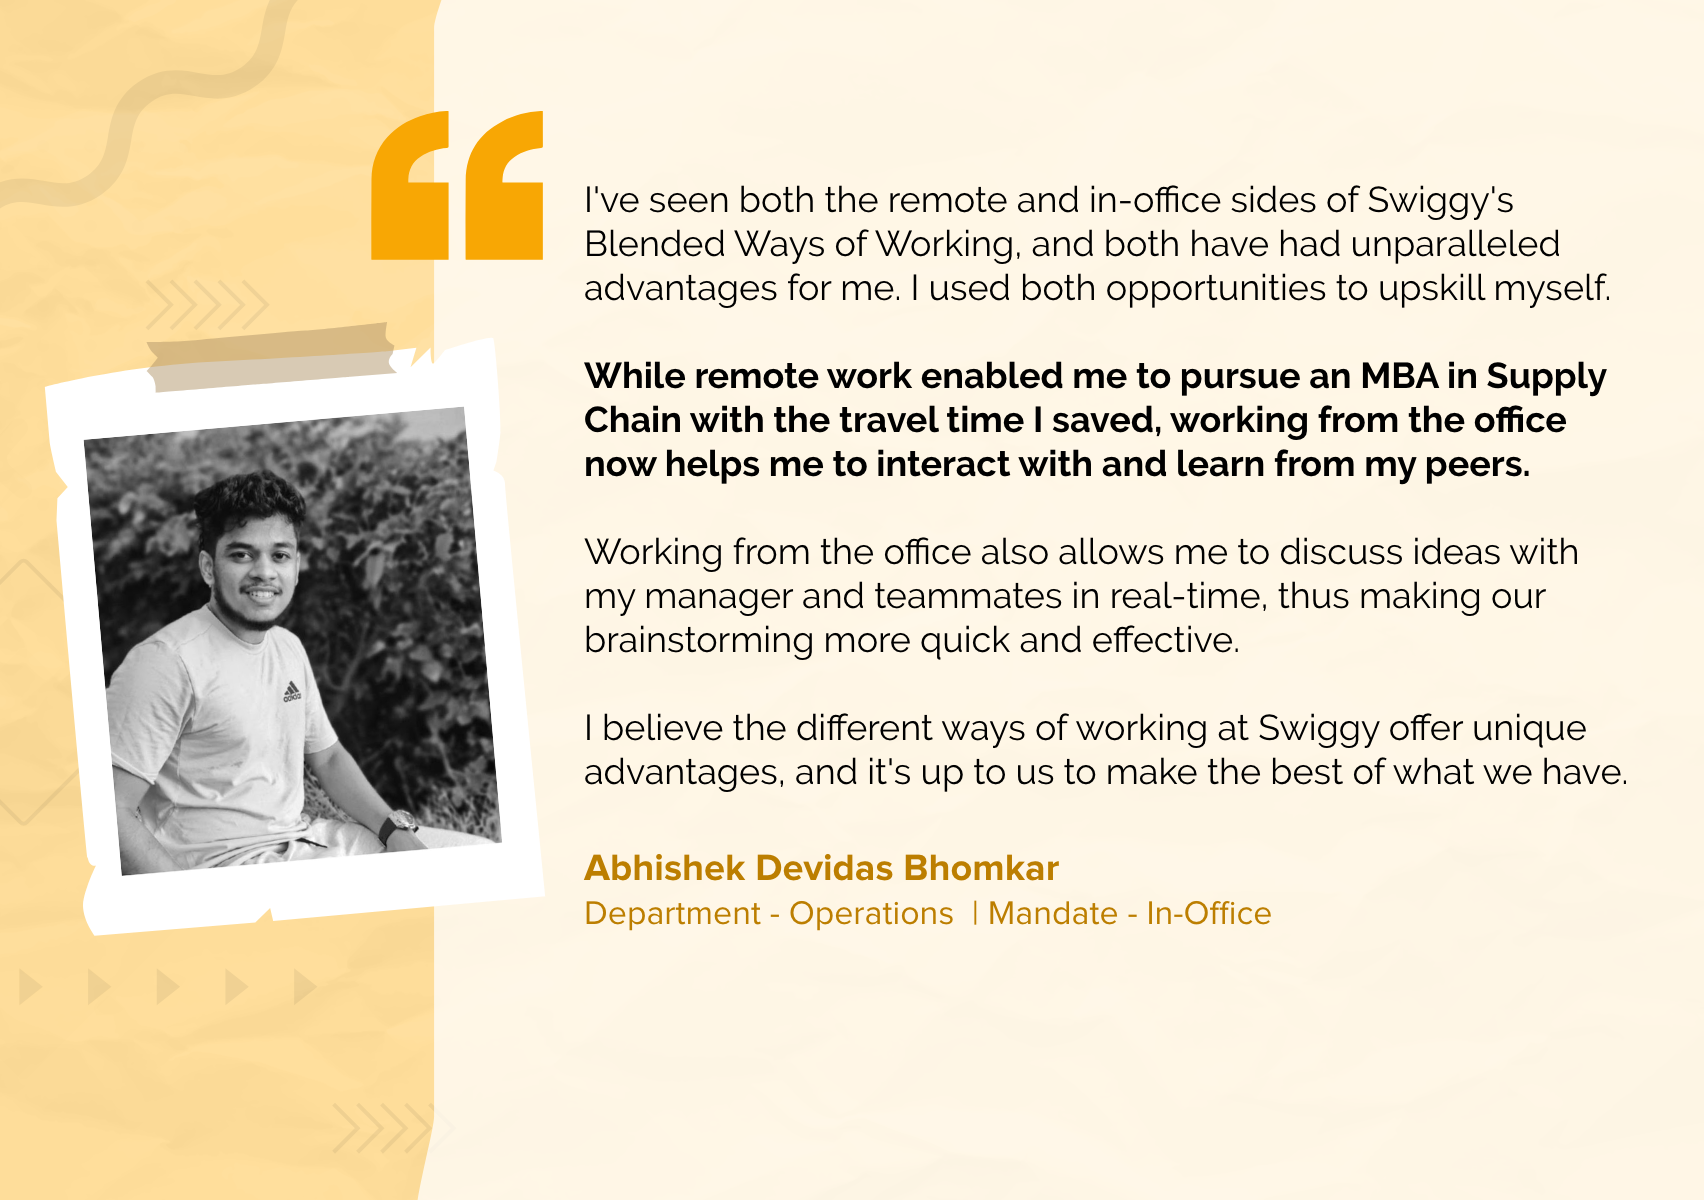 I've seen both the remote and in-office sides of Swiggy's
Blended Ways of Working, and both have had unparalleled
advantages for me. I used both opportunities to upskill myself.
While remote work enabled me to pursue an MBA in Supply
Chain with the travel time I saved, working from the office
now helps me to interact with and learn from my peers.
Working from the office also allows me to discuss ideas with
my manager and teammates in real-time, thus making our
brainstorming more quick and effective.
I believe the different ways of working at Swiggy offer unique
advantages, and it's up to us to make the best of what we have.
Abhishek Devidas Bhomkar
Department - Operations | Mandate - In-Office
adidas